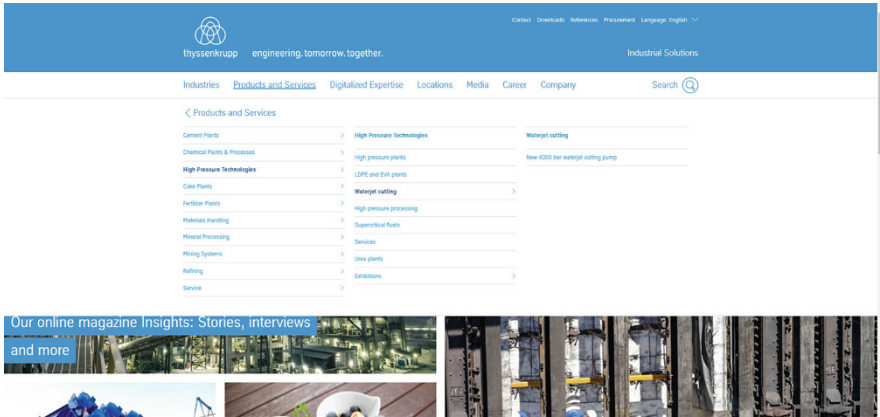 Contact Downloads References Procurement Language: English
thyssenkrupp engineering. tomorrow. together.
Industrial Solutions
Industries Products and Services Digitalized Expertise Locations Media Career Company Search
Products and Services
Cement Plants
Chemical Plants & Processes
High Pressure Technologies
Coke Plants
Fertilizer Plants
Materials Handling
Mineral Processing
Mining Systems
Refining
Service
High Pressure Technologies
High pressure plants
LDPE and EVA plants
Waterjet cutting
High pressure processing
Supercritical fluids
Services
Urea plants
Exhibitions
Waterjet cutting
New 4000 bar waterjet cutting pump
Our online magazine Insights: Stories, interviews
and more